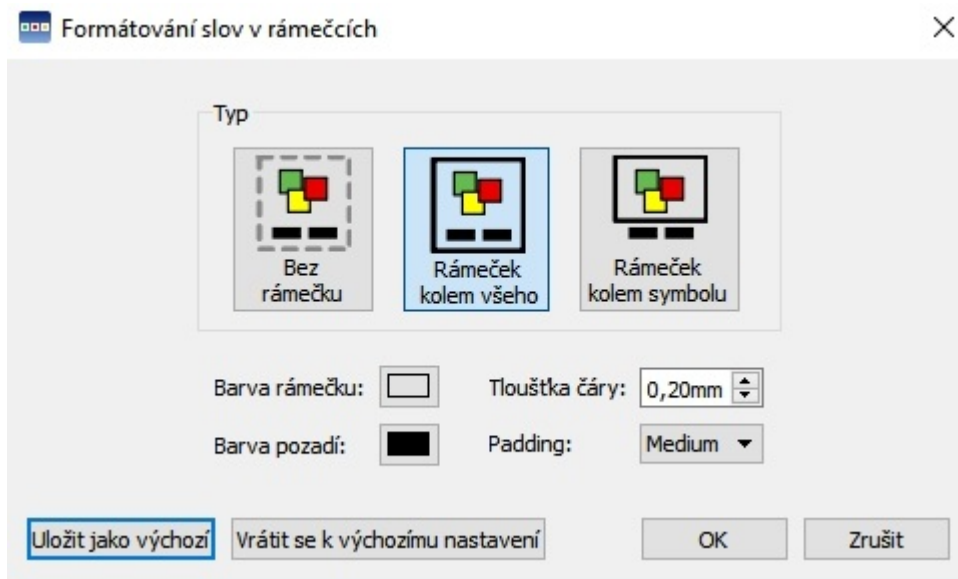 Formátování slov v rámečcích
Typ
Bez
rámečku
Rámeček
kolem všeho
Rámeček
kolem symbolu
Barva rámečku:
Tloušťka čáry:
0,20mm
Barva pozadí:
Padding:
Medium
Uložit jako výchozí
Vrátit se k výchozímu nastavení
OK
Zrušit